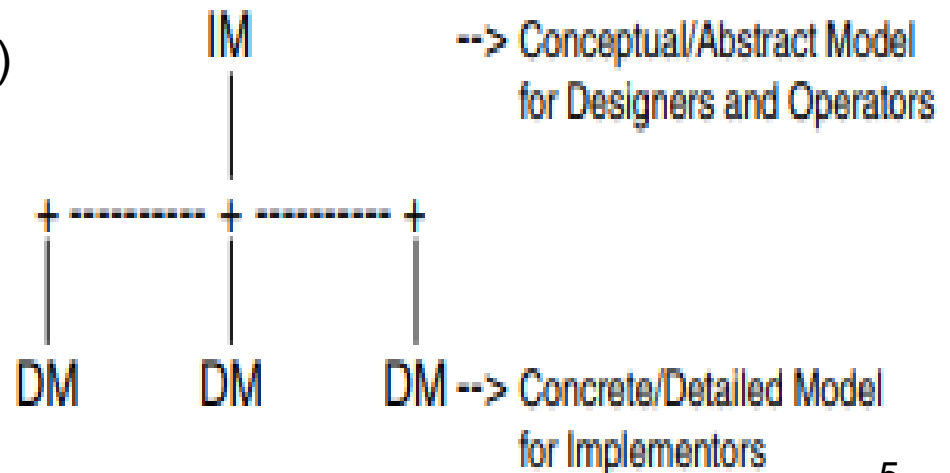 )
IM --> Conceptual/Abstract Model
for Designers and Operators
+ ---------- + ---------- +
DM DM DM --> Concrete/Detailed Model
for Implementors
5